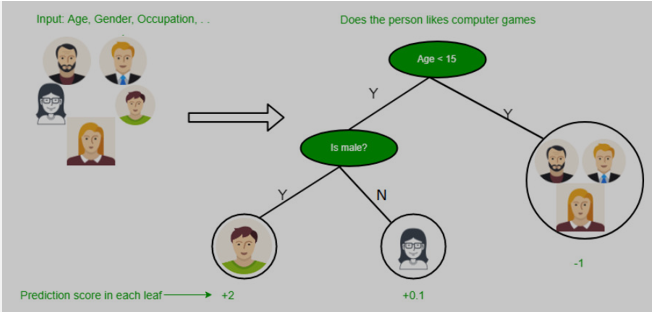 Input: Age, Gender, Occupation, . .
Does the person likes computer games
Age < 15
Y
Y
Is male?
Y
N
-1
Prediction score in each leaf
+2
+0.1